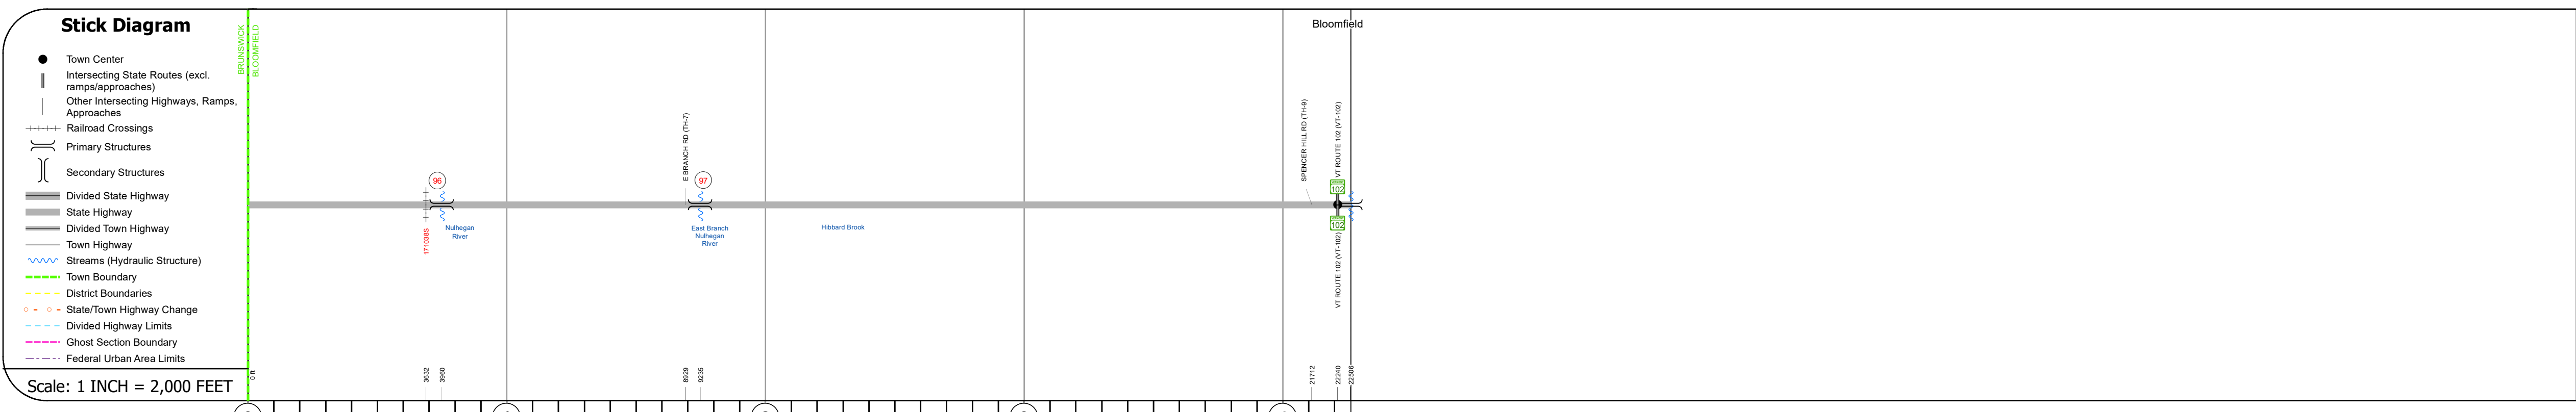 Stick Diagram
Town Center
Intersecting State Routes (excl.
ramps/approaches)
Other Intersecting Highways, Ramps,
Approaches
Railroad Crossings
Primary Structures
Secondary Structures
Divided State Highway
State Highway
Divided Town Highway
Town Highway
Streams (Hydraulic Structure)
Town Boundary
District Boundaries
State/Town Highway Change
Divided Highway Limits
Ghost Section Boundary
Federal Urban Area Limits
Scale: 1 INCH = 2,000 FEET
BRUNSWICK
BLOOMFIELD
0 ft
96
171038S
Nulhegan
River
3632
3960
E BRANCH RD (TH-7)
97
East Branch
Nulhegan
River
8929
9235
Hibbard Brook
Bloomfield
SPENCER HILL RD (TH-9)
VT ROUTE 102 (VT-102)
102
102
VT ROUTE 102 (VT-102)
21712
22240
22506